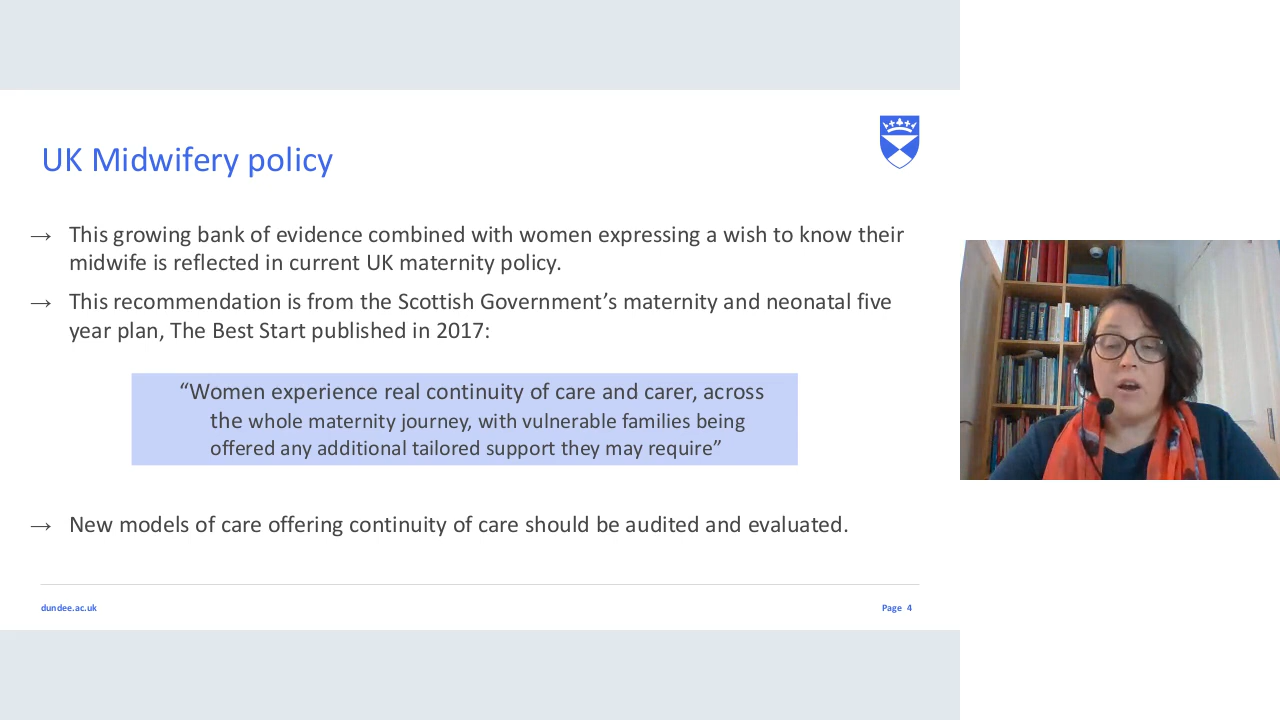 UK Midwifery policy
→ This growing bank of evidence combined with women expressing a wish to know their
midwife is reflected in current UK maternity policy.
→ This recommendation is from the Scottish Government’s maternity and neonatal five
year plan, The Best Start published in 2017:
“Women experience real continuity of care and carer, across
the whole maternity journey, with vulnerable families being
offered any additional tailored support they may require”
→ New models of care offering continuity of care should be audited and evaluated.
dundee.ac.uk
Page 4